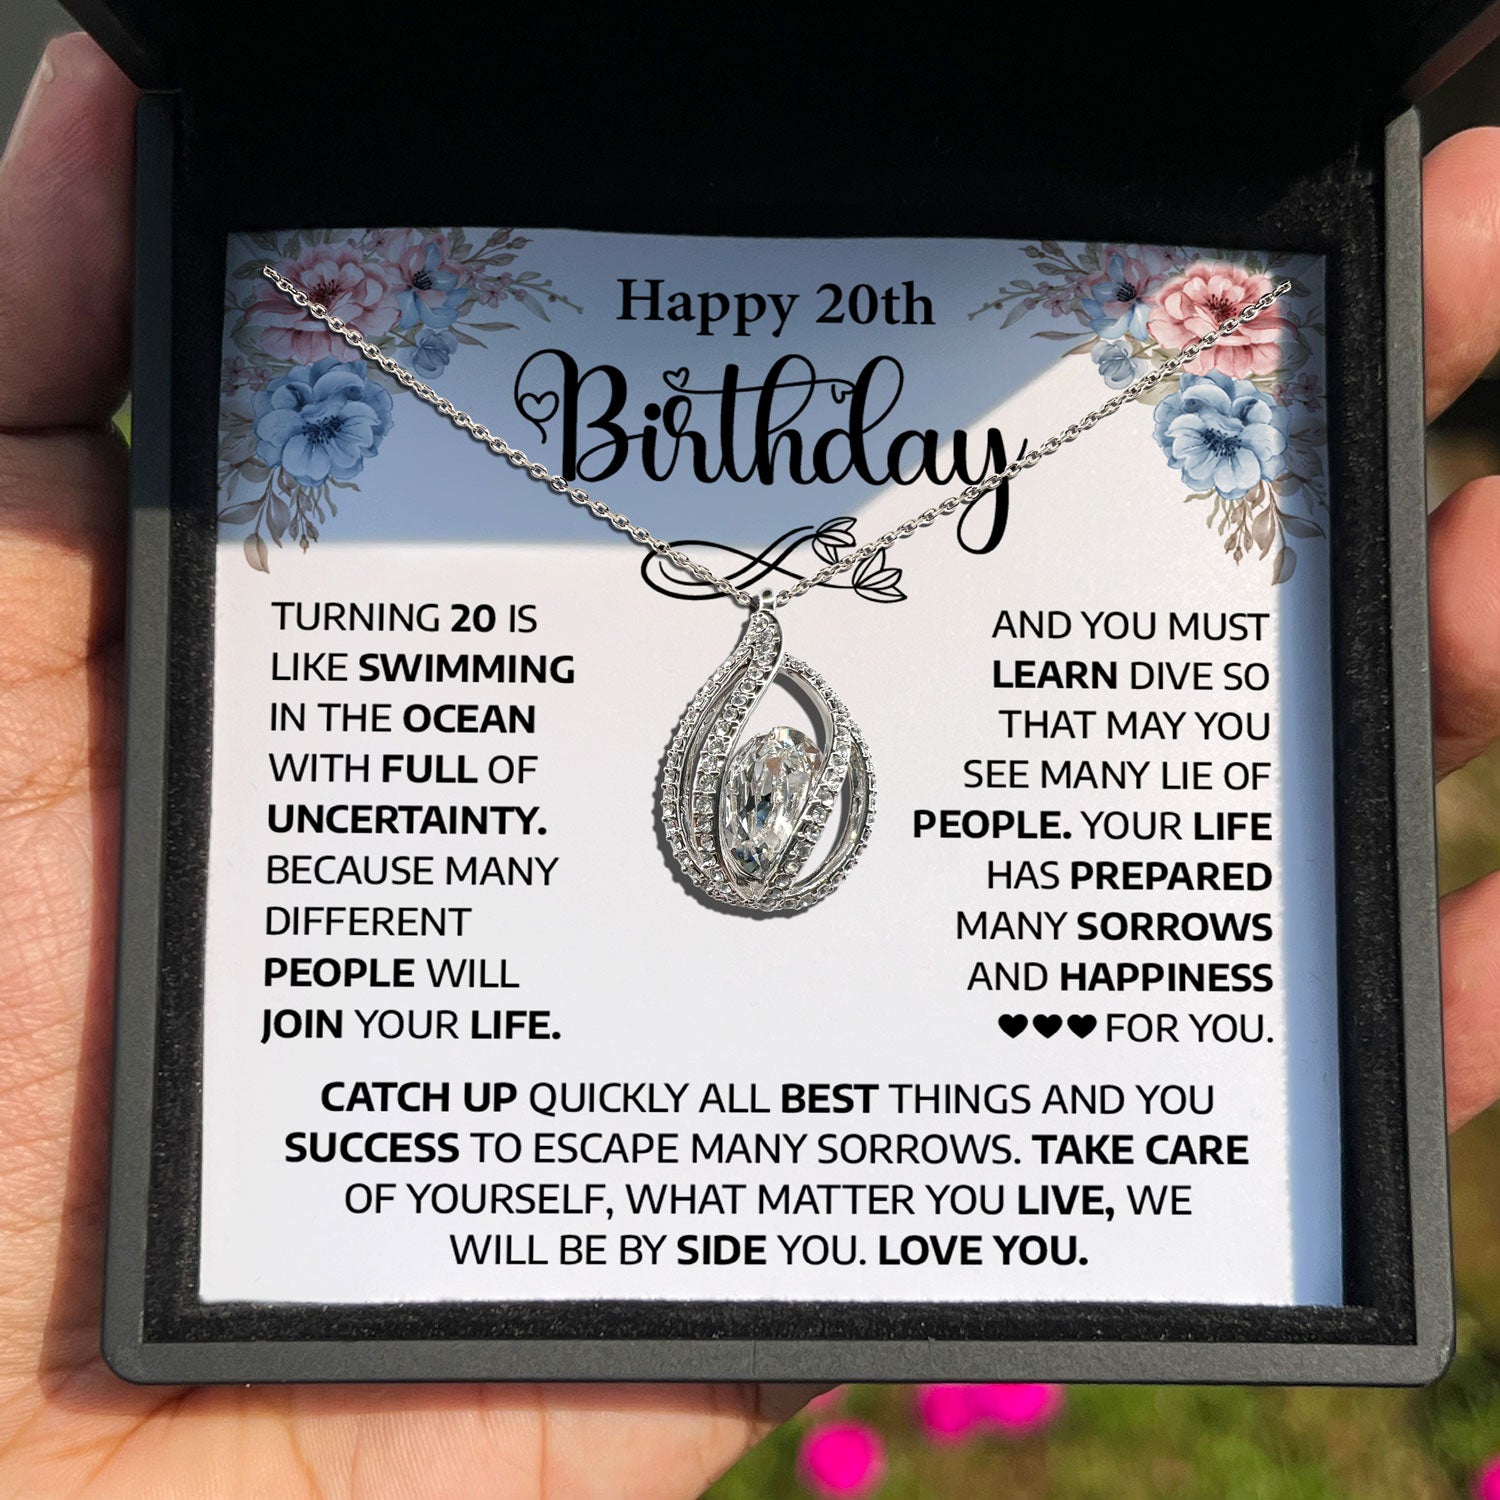 Happy 20th
Birthday
TURNING 20 IS
LIKE SWIMMING
IN THE OCEAN
WITH FULL OF
UNCERTAINTY.
BECAUSE MANY
DIFFERENT
PEOPLE WILL
JOIN YOUR LIFE.
AND YOU MUST
LEARN DIVE SO
THAT MAY YOU
SEE MANY LIE OF
PEOPLE. YOUR LIFE
HAS PREPARED
MANY SORROWS
AND HAPPINESS
♥♥♥ FOR YOU.
CATCH UP QUICKLY ALL BEST THINGS AND YOU
SUCCESS TO ESCAPE MANY SORROWS. TAKE CARE
OF YOURSELF, WHAT MATTER YOU LIVE, WE
WILL BE BY SIDE YOU. LOVE YOU.